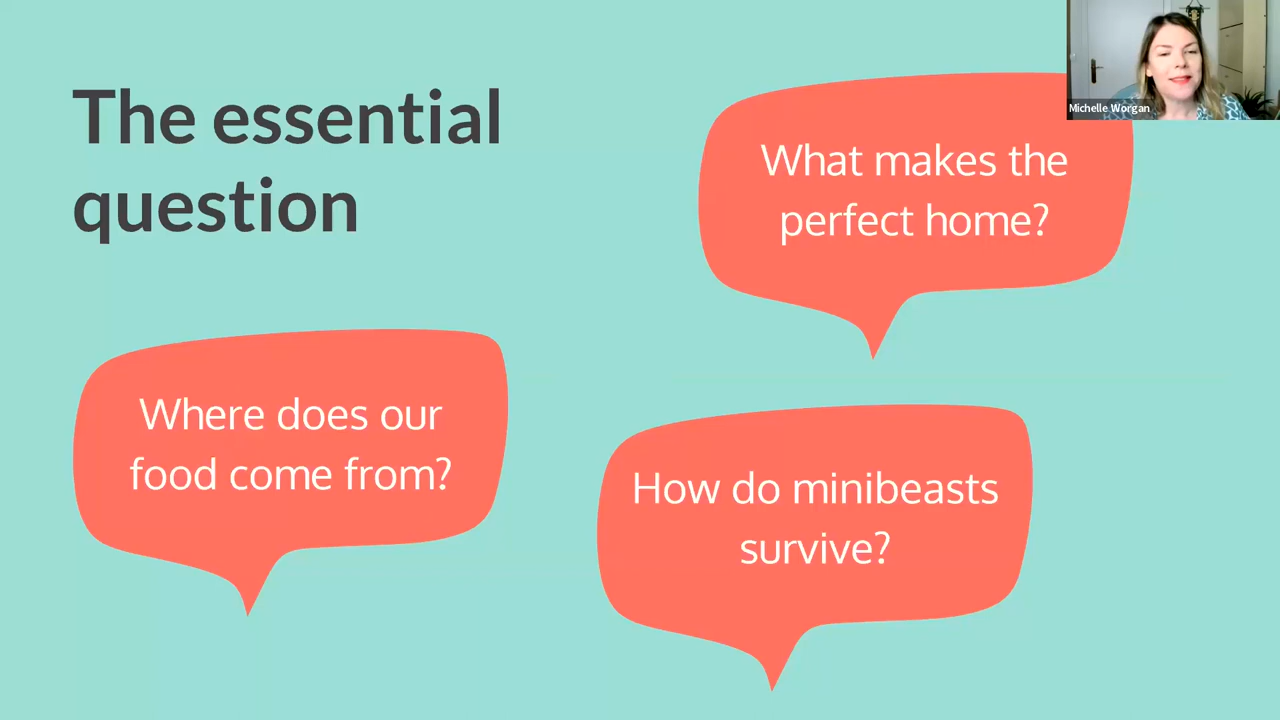 The essential
question
What makes the
perfect home?
Where does our
food come from?
How do minibeasts
survive?
Michelle Worgan